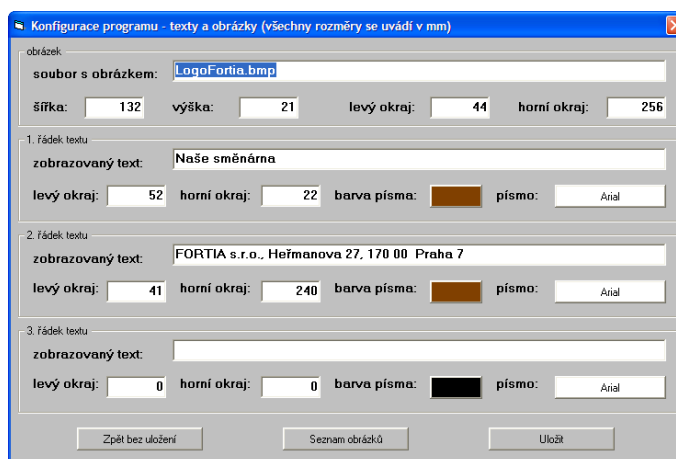 Konfigurace programu - texty a obrázky (všechny rozměry se uvádí v mm)
obrázek
soubor s obrázkem: LogoFortia.bmp
šířka: 132 výška: 21 levý okraj: 44 horní okraj: 256
1. řádek textu
zobrazovaný text: Naše směnárna
levý okraj: 52 horní okraj: 22 barva písma: písmo: Arial
2. řádek textu
zobrazovaný text: FORTIA s.r.o., Heřmanova 27, 170 00  Praha 7
levý okraj: 41 horní okraj: 240 barva písma: písmo: Arial
3. řádek textu
zobrazovaný text:
levý okraj: 0 horní okraj: 0 barva písma: písmo: Arial
Zpět bez uložení Seznam obrázků Uložit